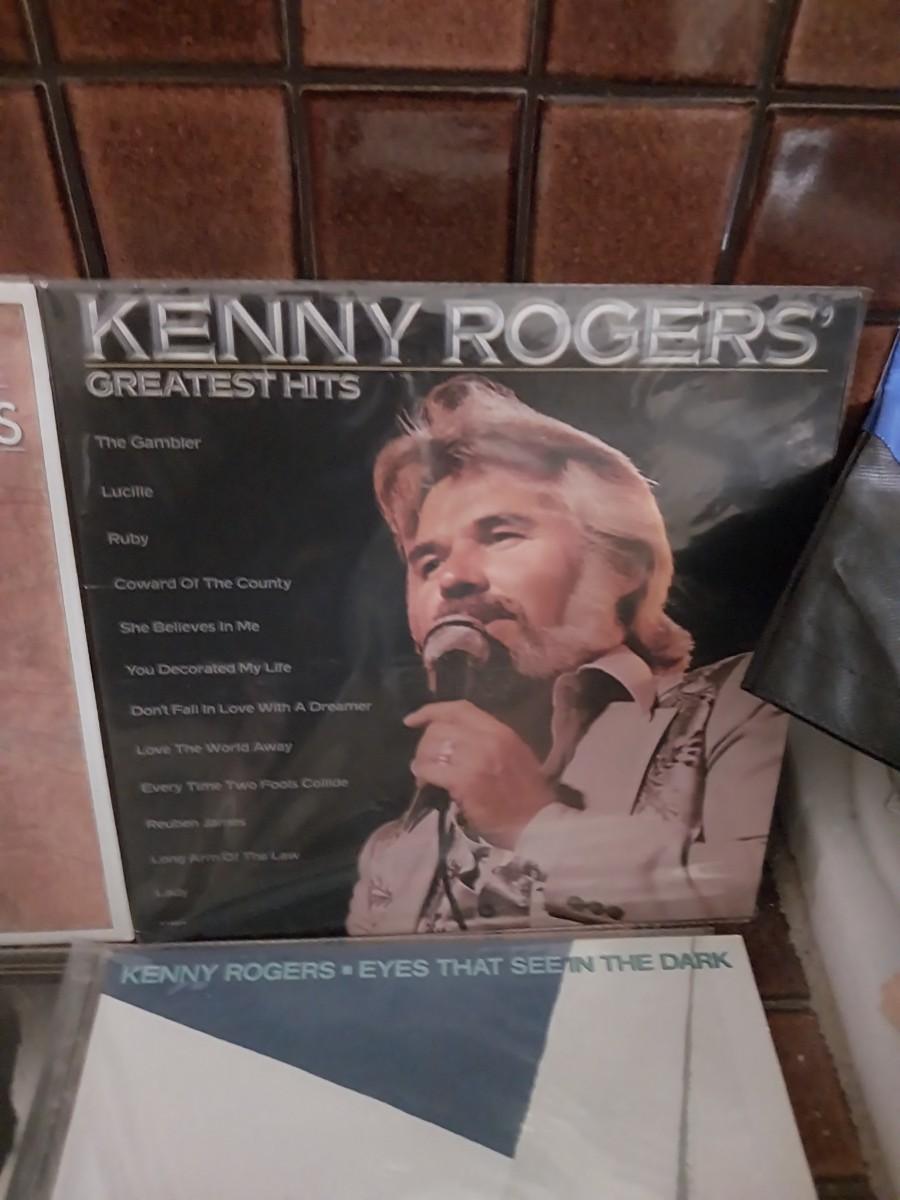 S
KENNY ROGERS'
GREATEST HITS
The Gambler
Lucille
Ruby
Coward Of The County
She Believes In Me
You Decorated My Life
Don't Fall In Love With A Dreamer
Love The World Away
Every Time Two Fools Collide
Reuben James
Long Arm Of The Law
Lady
KENNY ROGERS ▪ EYES THAT SEE IN THE DARK